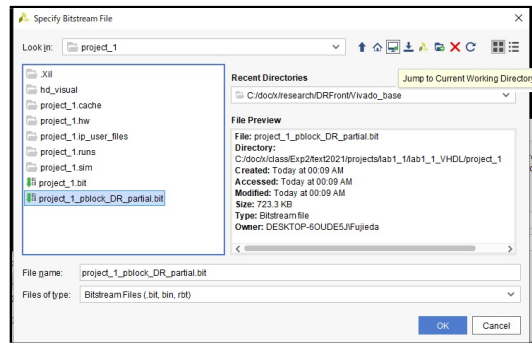 Specify Bitstream File
Look in: project_1
Jump to Current Working Directory
.Xil
hd_visual
project_1.cache
project_1.hw
project_1.ip_user_files
project_1.runs
project_1.sim
project_1.bit
project_1_pblock_DR_partial.bit
Recent Directories
C:/docx/research/DRFront/Vivado_base
File Preview
File: project_1_pblock_DR_partial.bit
Directory:
C:/docx/class/Exp2/text2021/projects/lab1_1/lab1_1_VHDL/project_1
Created: Today at 00:09 AM
Accessed: Today at 00:09 AM
Modified: Today at 00:09 AM
Size: 723.3 KB
Type: Bitstream file
Owner: DESKTOP-6OUDE5J\Fujieda
File name: project_1_pblock_DR_partial.bit
Files of type: Bitstream Files (.bit, bin, rbt)
OK Cancel